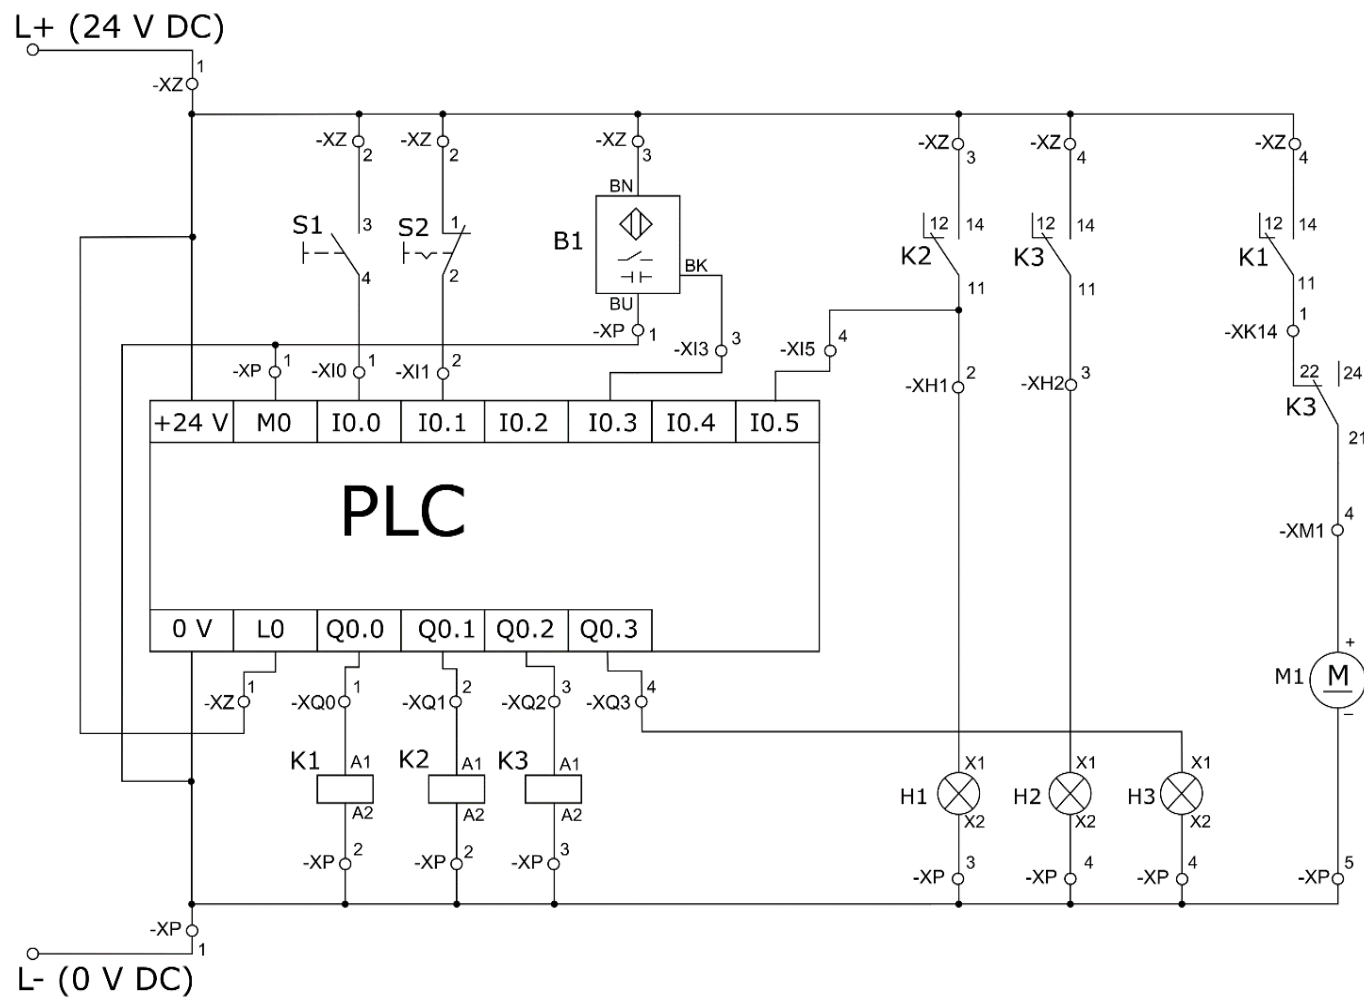 L+ (24 V DC)
1
-XZ
-XZ 2
-XZ 2
-XZ 3
-XZ 3
-XZ 4
-XZ 4
BN
S1 3
4
S2 1
2
B1
BK
BU
12 14
K2
11
12 14
K3
11
12 14
K1
11
-XP 1
1
-XK14
-XP 1
-XI0 1
-XI1 2
-XI3 3
-XI5 4
-XH1 2
-XH2 3
22 24
K3
21
+24 V M0 I0.0 I0.1 I0.2 I0.3 I0.4 I0.5
PLC
4
-XM1
0 V L0 Q0.0 Q0.1 Q0.2 Q0.3
+
M1 M
−
-XZ 1
-XQ0 1
-XQ1 2
-XQ2 3
-XQ3 4
K1 A1
A2
K2 A1
A2
K3 A1
A2
X1
H1
X2
X1
H2
X2
X1
H3
X2
-XP 2
-XP 2
-XP 3
-XP 3
-XP 4
-XP 4
-XP 5
-XP
1
L- (0 V DC)